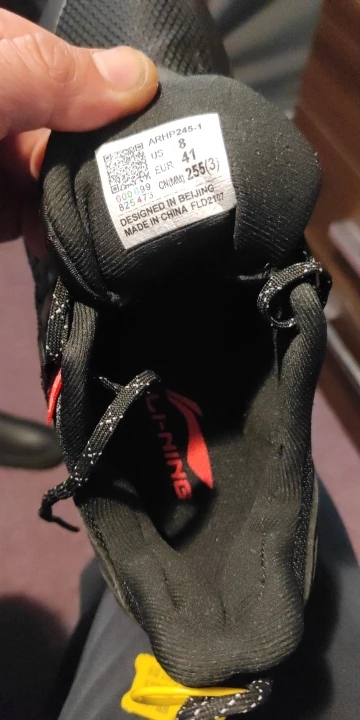 ARHP245-1
US 8
EUR 41
CN(MM) 255(3)
825473
DESIGNED IN BEIJING
MADE IN CHINA FLD2107
LI-NING